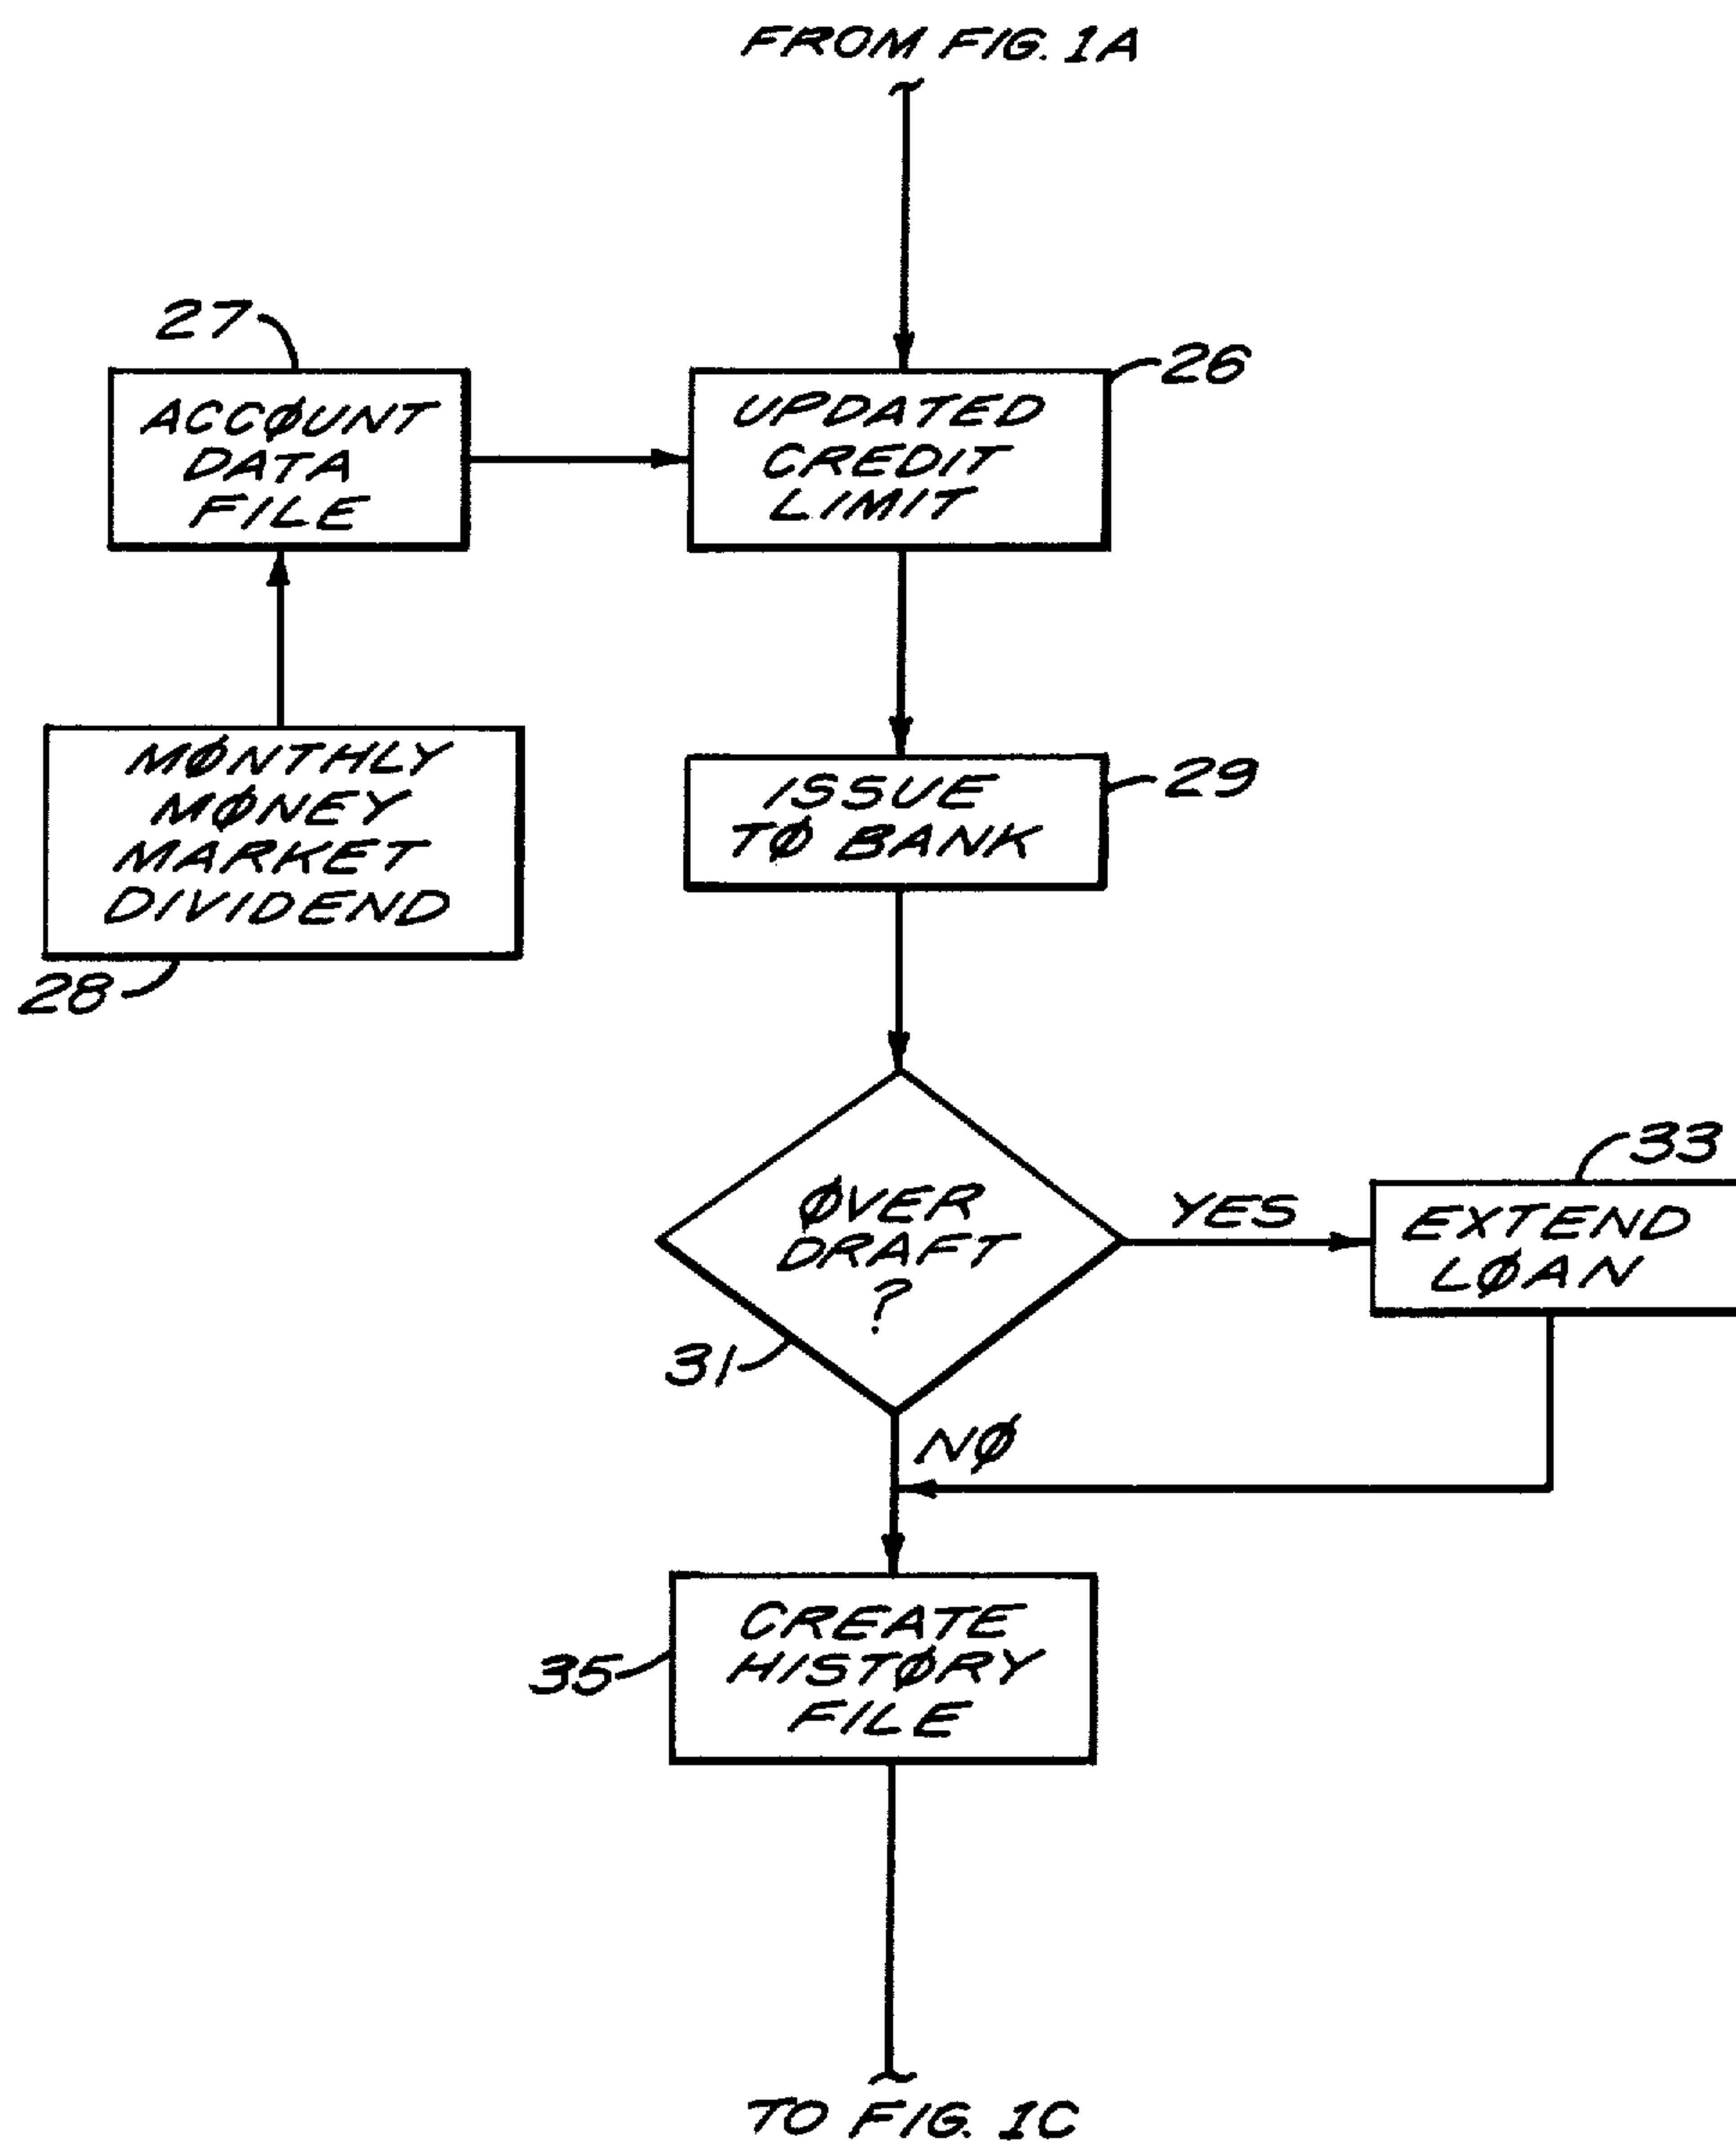 FROM FIG. 1A
27
ACCØUNT
DATA
FILE
26
UPDATED
CREDIT
LIMIT
MØNTHLY
MØNEY
MARKET
DIVIDEND
28
29
ISSUE
TØ BANK
ØVER
DRAFT
?
31
YES
33
EXTEND
LØAN
NØ
35
CREATE
HISTØRY
FILE
TO FIG. 1C